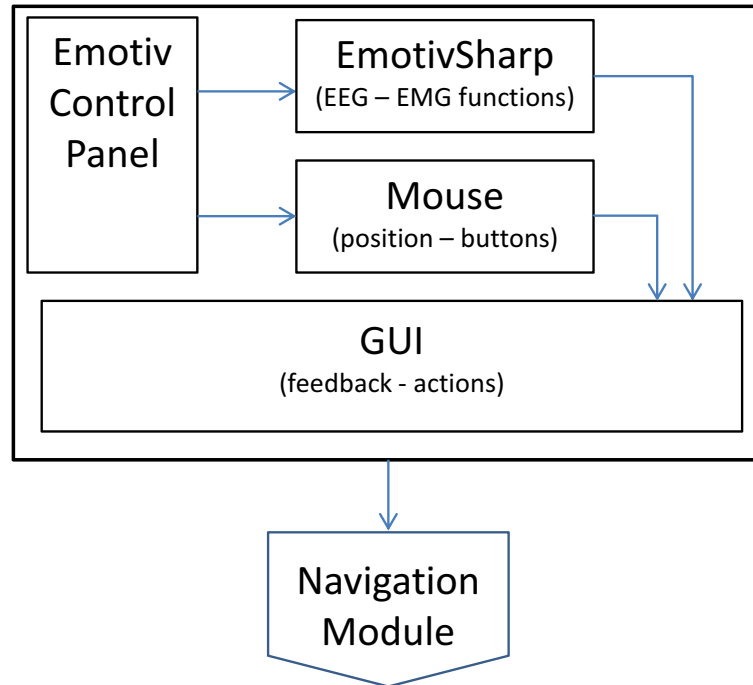 Emotiv
Control
Panel
EmotivSharp
(EEG – EMG functions)
Mouse
(position – buttons)
GUI
(feedback - actions)
Navigation
Module